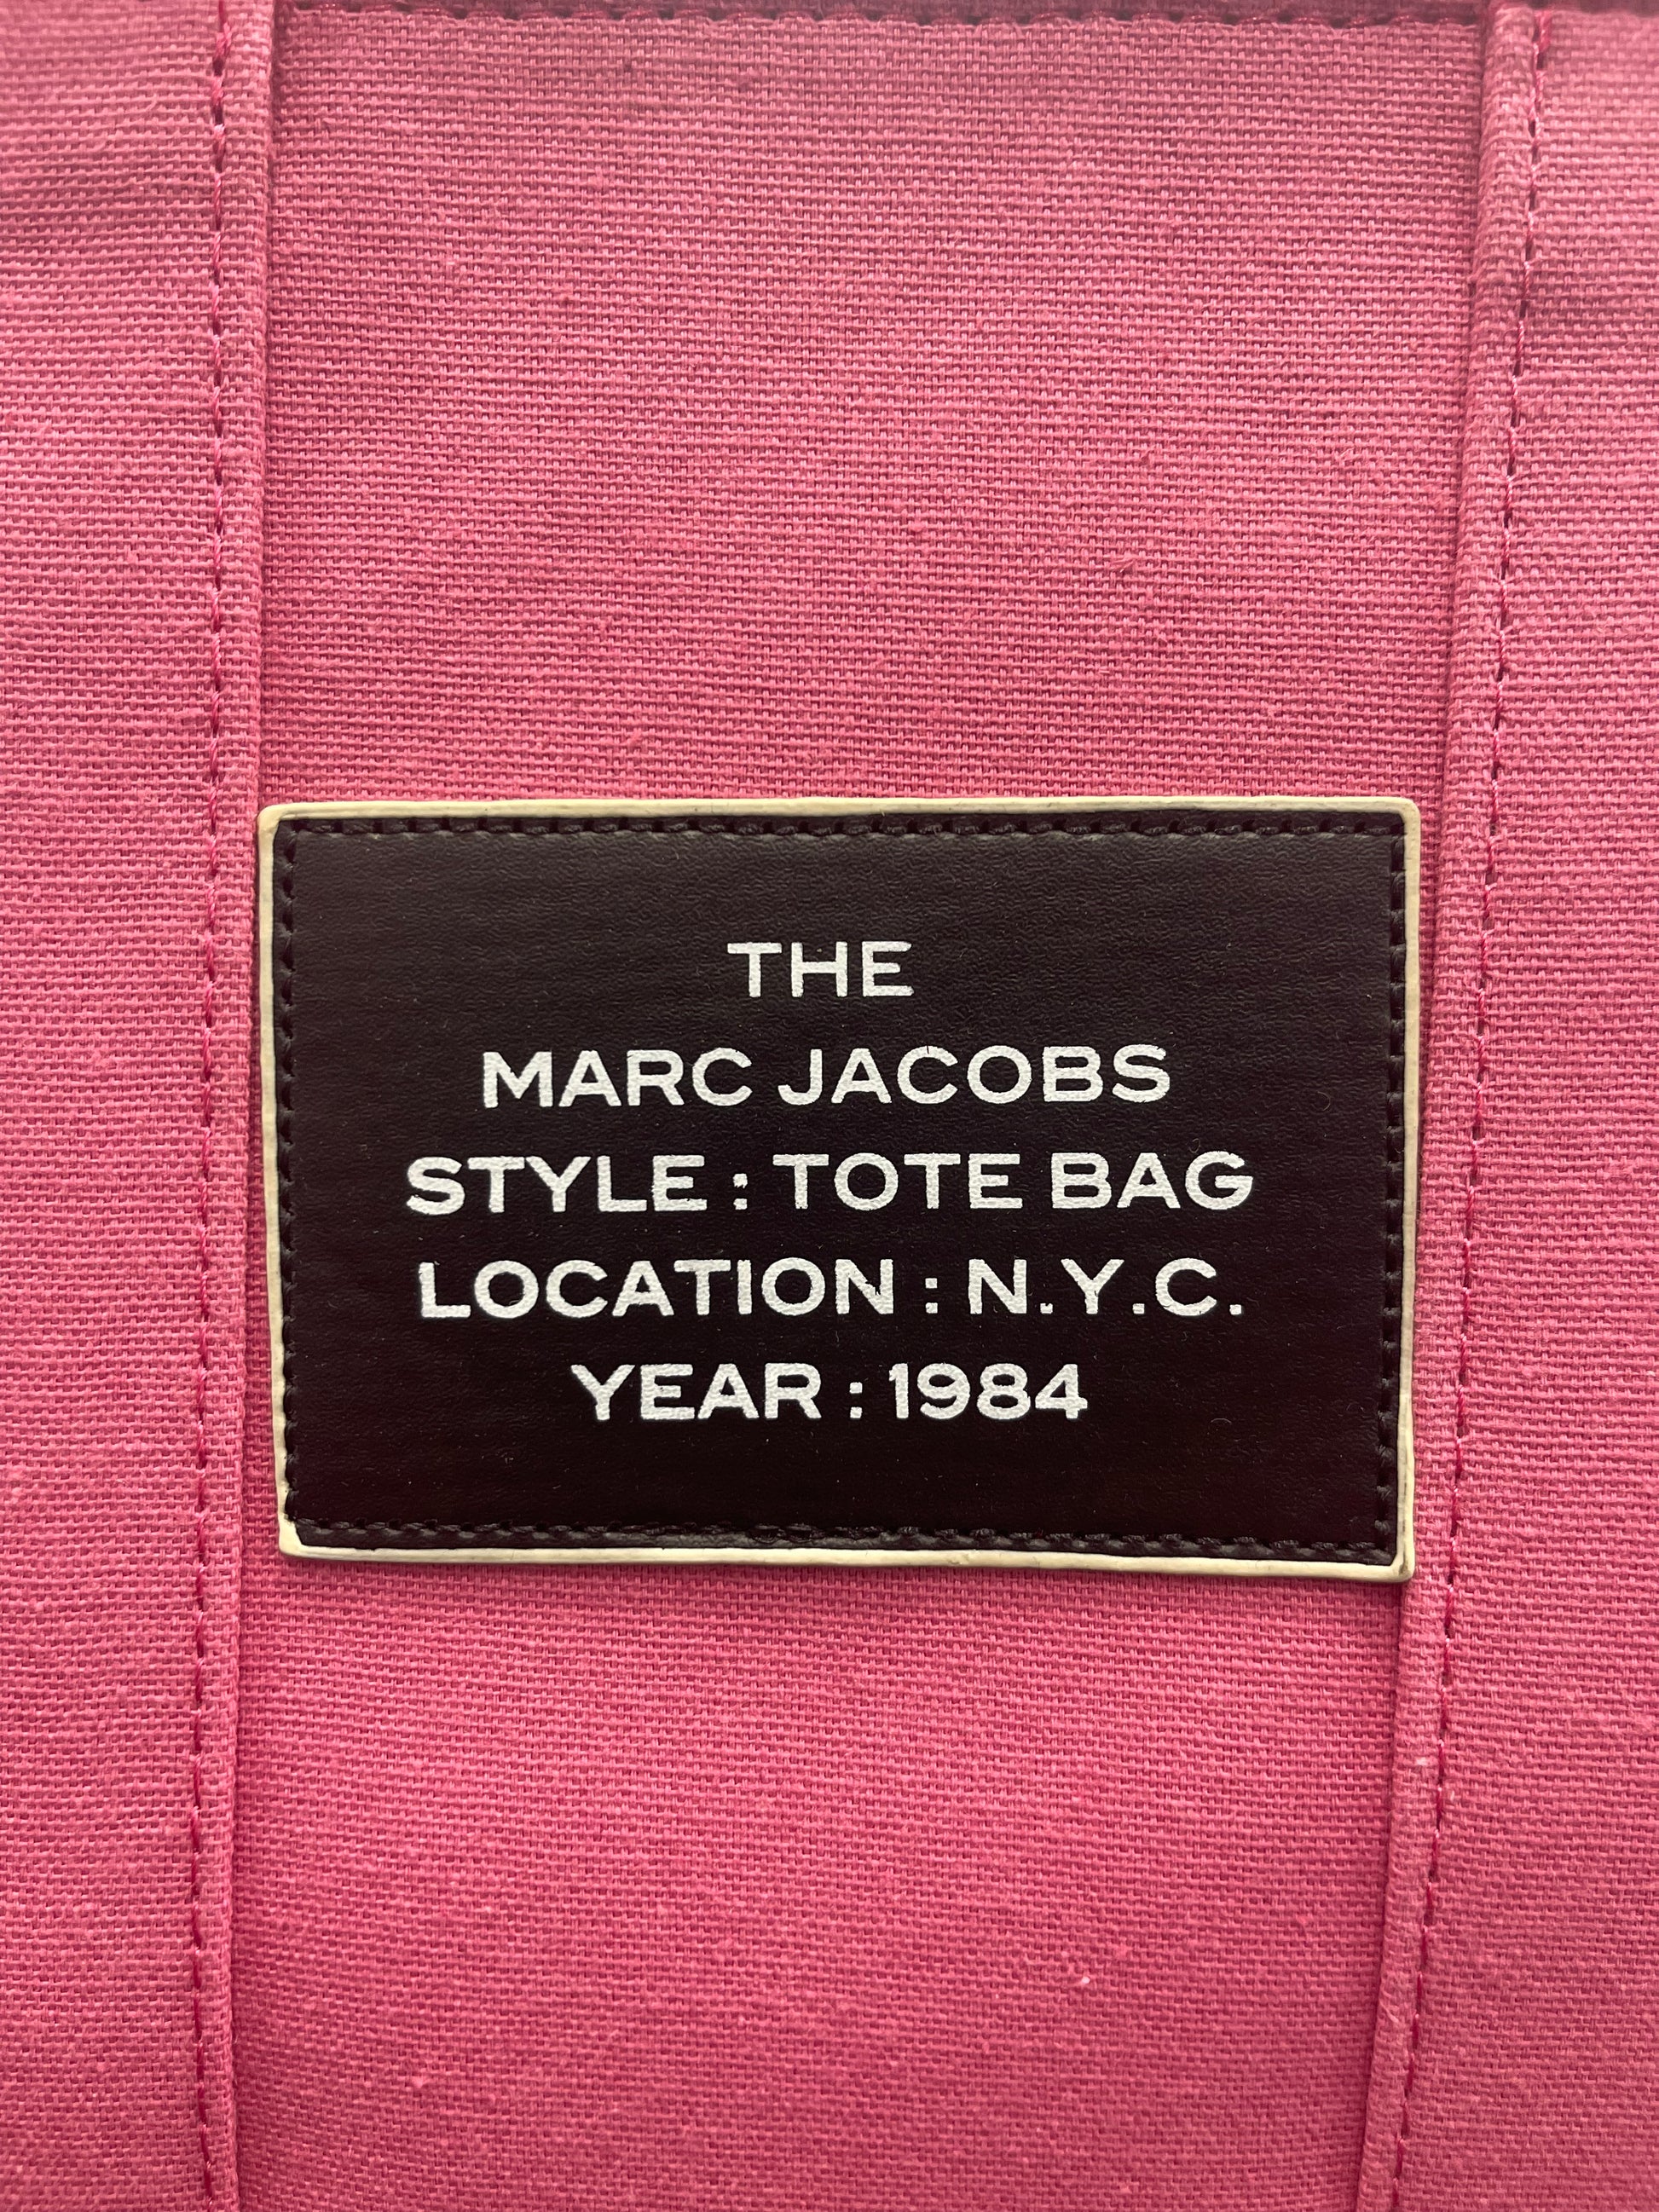 THE
MARC JACOBS
STYLE : TOTE BAG
LOCATION : N.Y.C.
YEAR : 1984